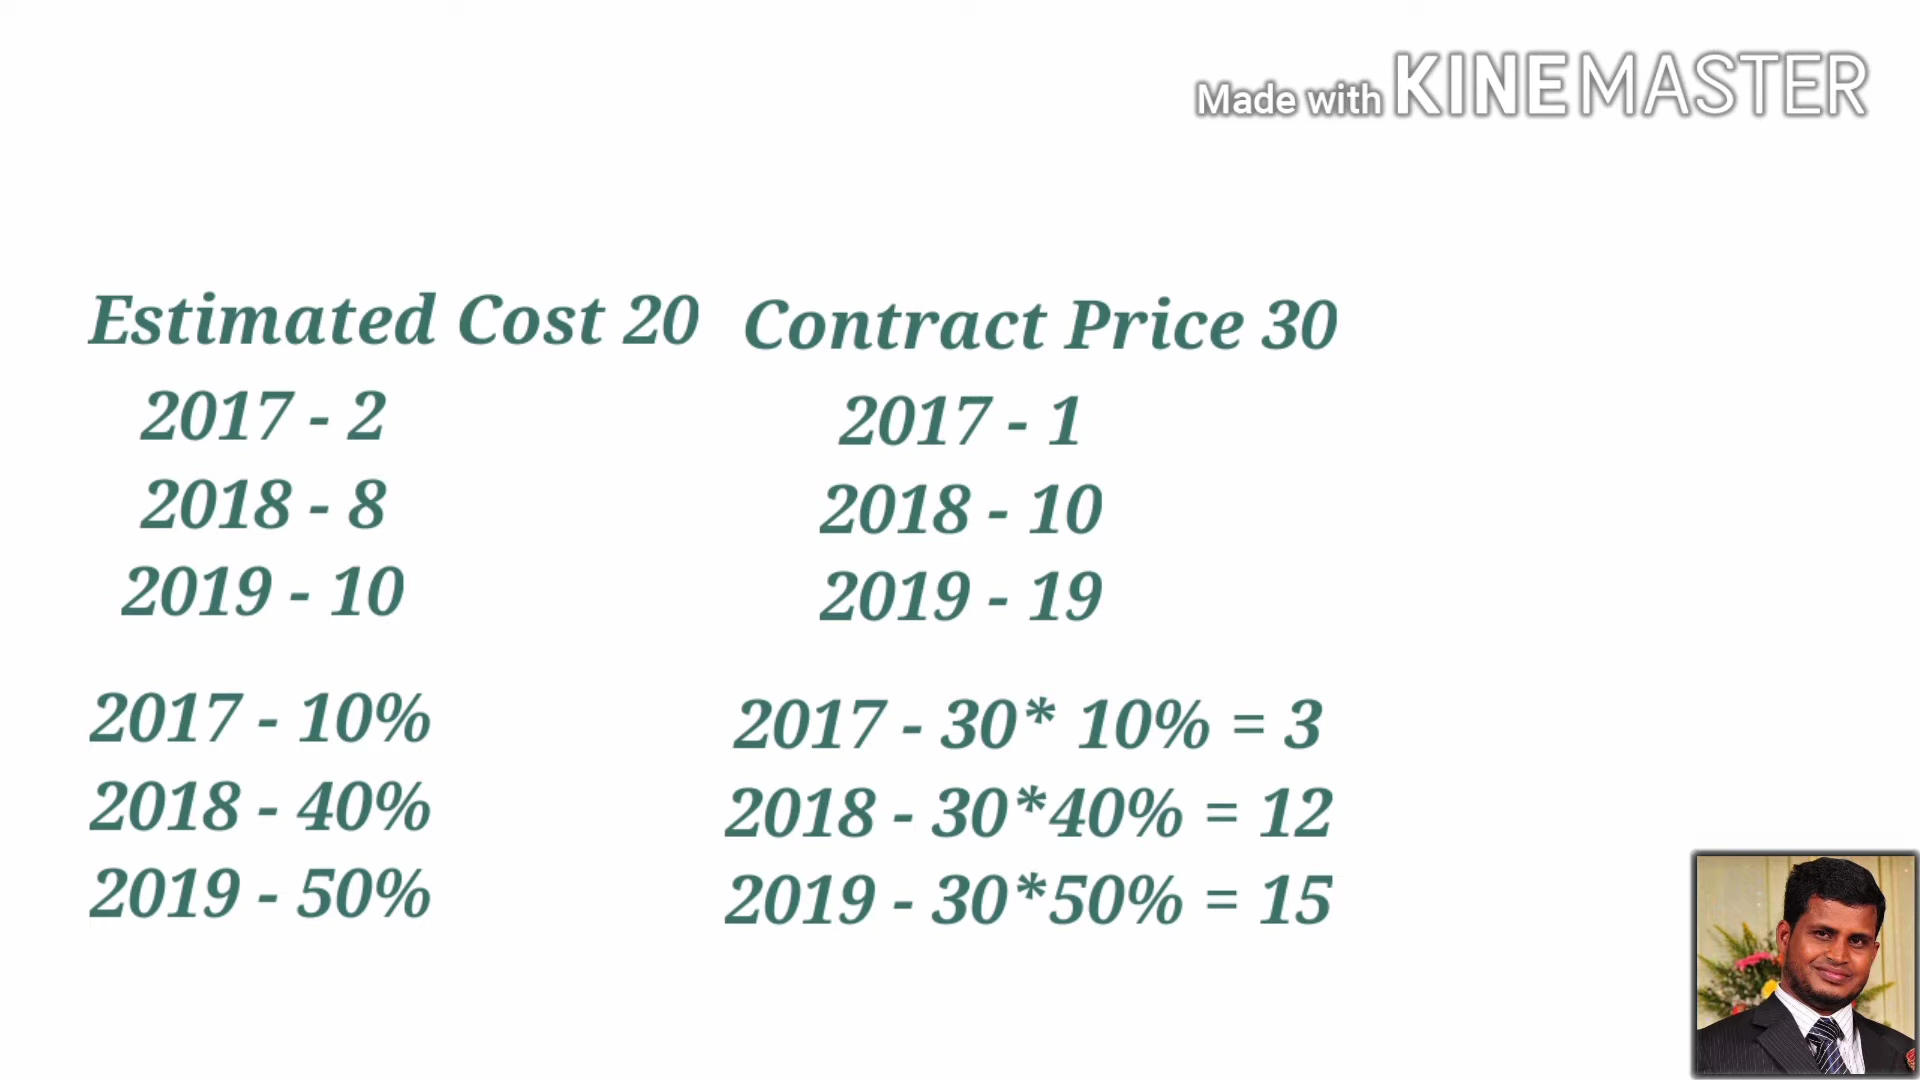 Made with KINEMASTER
Estimated Cost 20
2017 - 2
2018 - 8
2019 - 10
Contract Price 30
2017 - 1
2018 - 10
2019 - 19
2017 - 10%
2018 - 40%
2019 - 50%
2017 - 30* 10% = 3
2018 - 30*40% = 12
2019 - 30*50% = 15